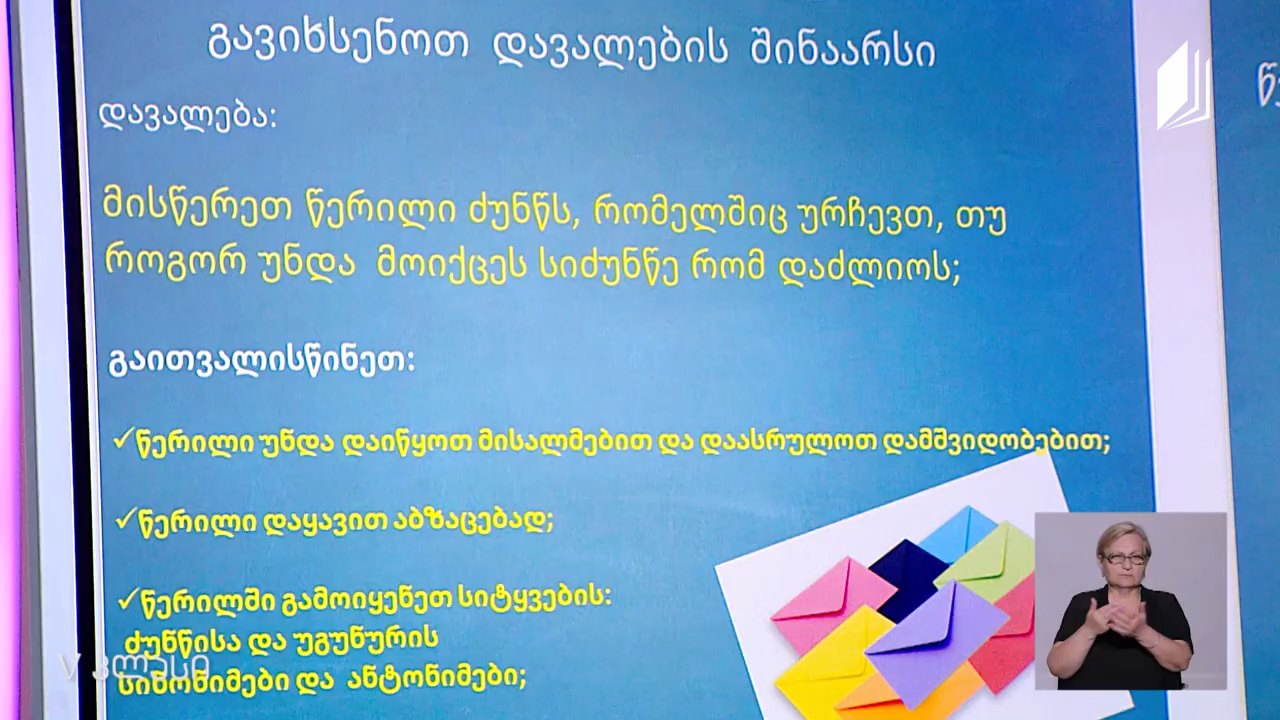 გავიხსენოთ დავალების შინაარსი
დავალება:
მისწერეთ წერილი ძუნწს, რომელშიც ურჩევთ, თუ
როგორ უნდა მოიქცეს სიძუნწე რომ დაძლიოს;
გაითვალისწინეთ:
✓წერილი უნდა დაიწყოთ მისალმებით და დაასრულოთ დამშვიდობებით;
✓წერილი დაყავით აბზაცებად;
✓წერილში გამოიყენეთ სიტყვების:
ძუნწისა და უგუნურის
სინონიმები და ანტონიმები;
V კლასი